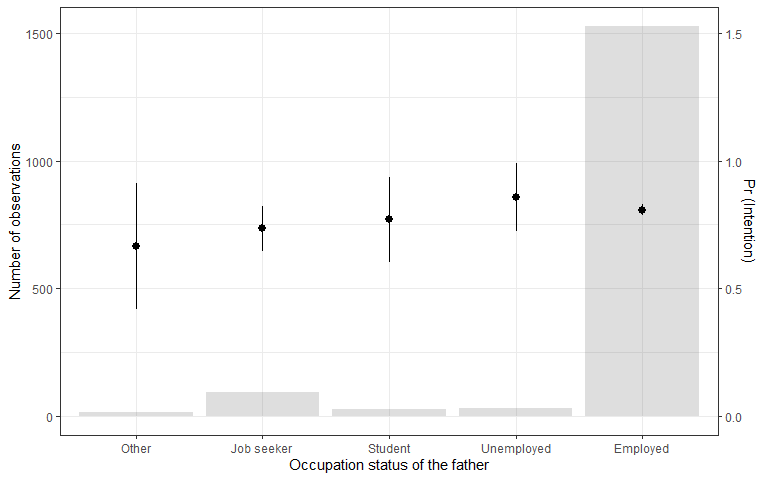 1500
1000
500
0
Number of observations
1.5
1.0
0.5
0.0
Pr (Intention)
Other
Job seeker
Student
Unemployed
Employed
Occupation status of the father